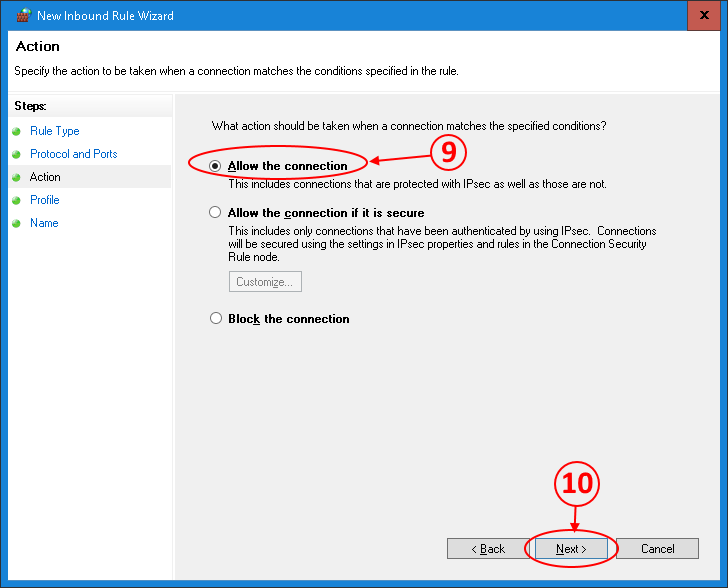 New Inbound Rule Wizard
Action
Specify the action to be taken when a connection matches the conditions specified in the rule.
Steps:
Rule Type
Protocol and Ports
Action
Profile
Name
What action should be taken when a connection matches the specified conditions?
9
Allow the connection
This includes connections that are protected with IPsec as well as those are not.
Allow the connection if it is secure
This includes only connections that have been authenticated by using IPsec.  Connections
will be secured using the settings in IPsec properties and rules in the Connection Security
Rule node.
Customize...
Block the connection
10
< Back
Next >
Cancel